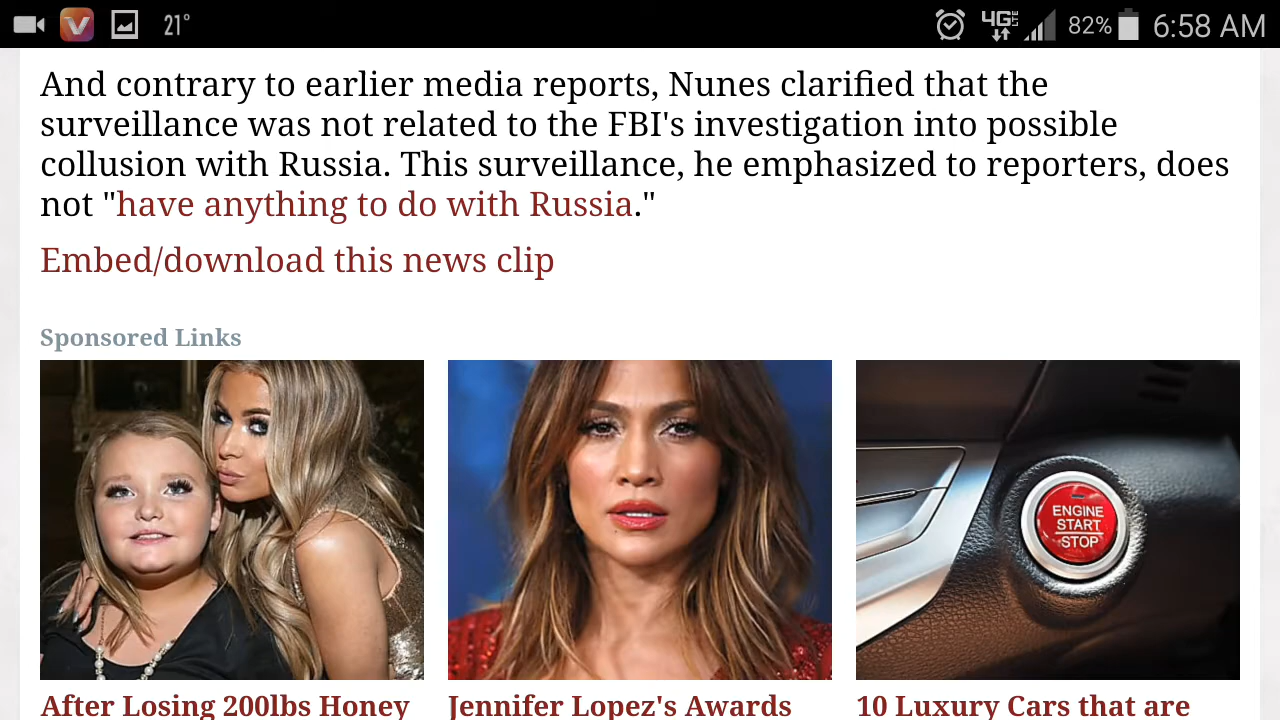 21°
4G LTE
82%
6:58 AM
And contrary to earlier media reports, Nunes clarified that the
surveillance was not related to the FBI's investigation into possible
collusion with Russia. This surveillance, he emphasized to reporters, does
not "have anything to do with Russia."
Embed/download this news clip
Sponsored Links
ENGINE
START
STOP
After Losing 200lbs Honey
Jennifer Lopez's Awards
10 Luxury Cars that are